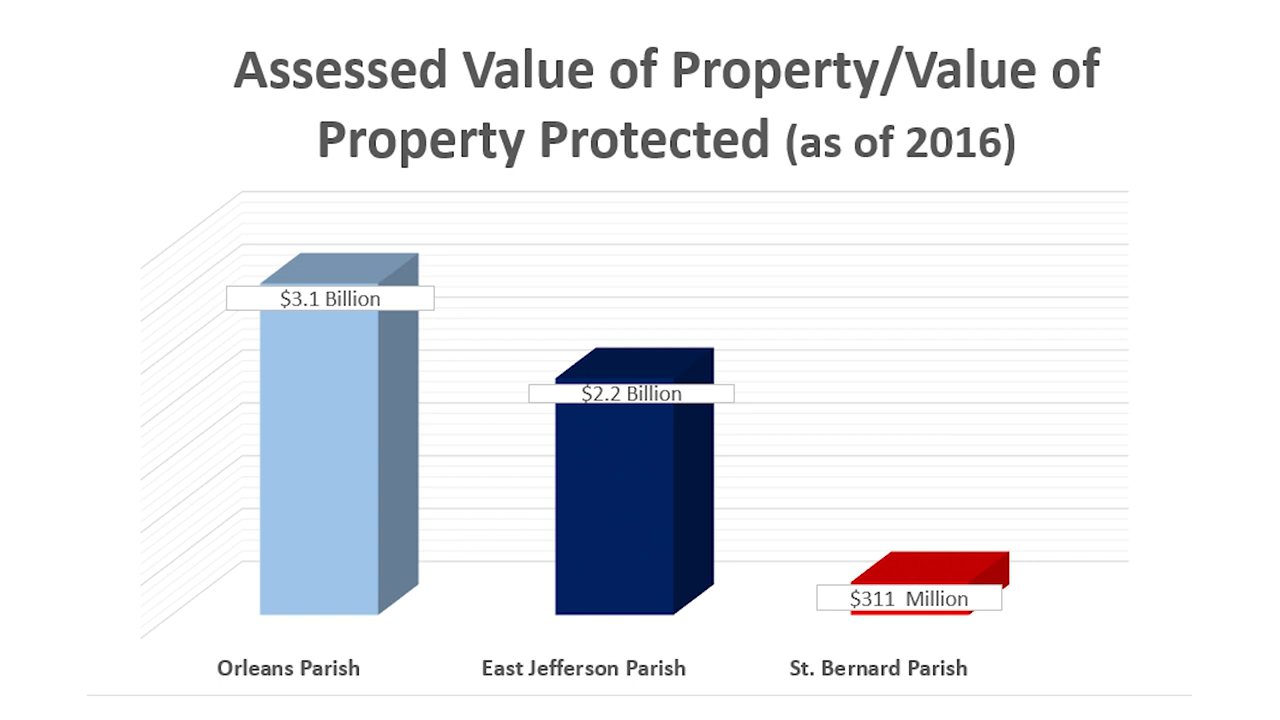 Assessed Value of Property/Value of
Property Protected (as of 2016)
$3.1 Billion
$2.2 Billion
$311 Million
Orleans Parish
East Jefferson Parish
St. Bernard Parish